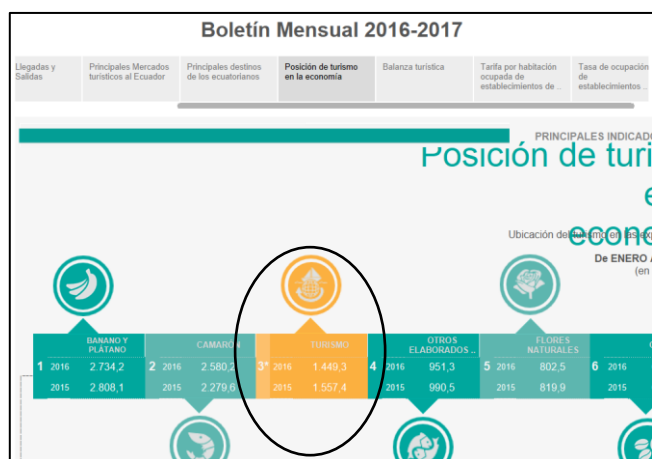 Boletín Mensual 2016-2017
Llegadas y Salidas
Principales Mercados turísticos al Ecuador
Principales destinos de los ecuatorianos
Posición de turismo en la economía
Balanza turística
Tarifa por habitación ocupada de establecimientos de ..
Tasa de ocupación de establecimientos ..
PRINCIPALES INDICADO
Posición de turi
e
econo
Ubicación del turismo en las exp
De ENERO A
(en
BANANO Y PLÁTANO
1 2016 2.734,2
2015 2.808,1
CAMARÓN
2 2016 2.580,2
2015 2.279,6
TURISMO
3* 2016 1.449,3
2015 1.557,4
OTROS ELABORADOS ..
4 2016 951,3
2015 990,5
FLORES NATURALES
5 2016 802,5
2015 819,9
6 2016
2015